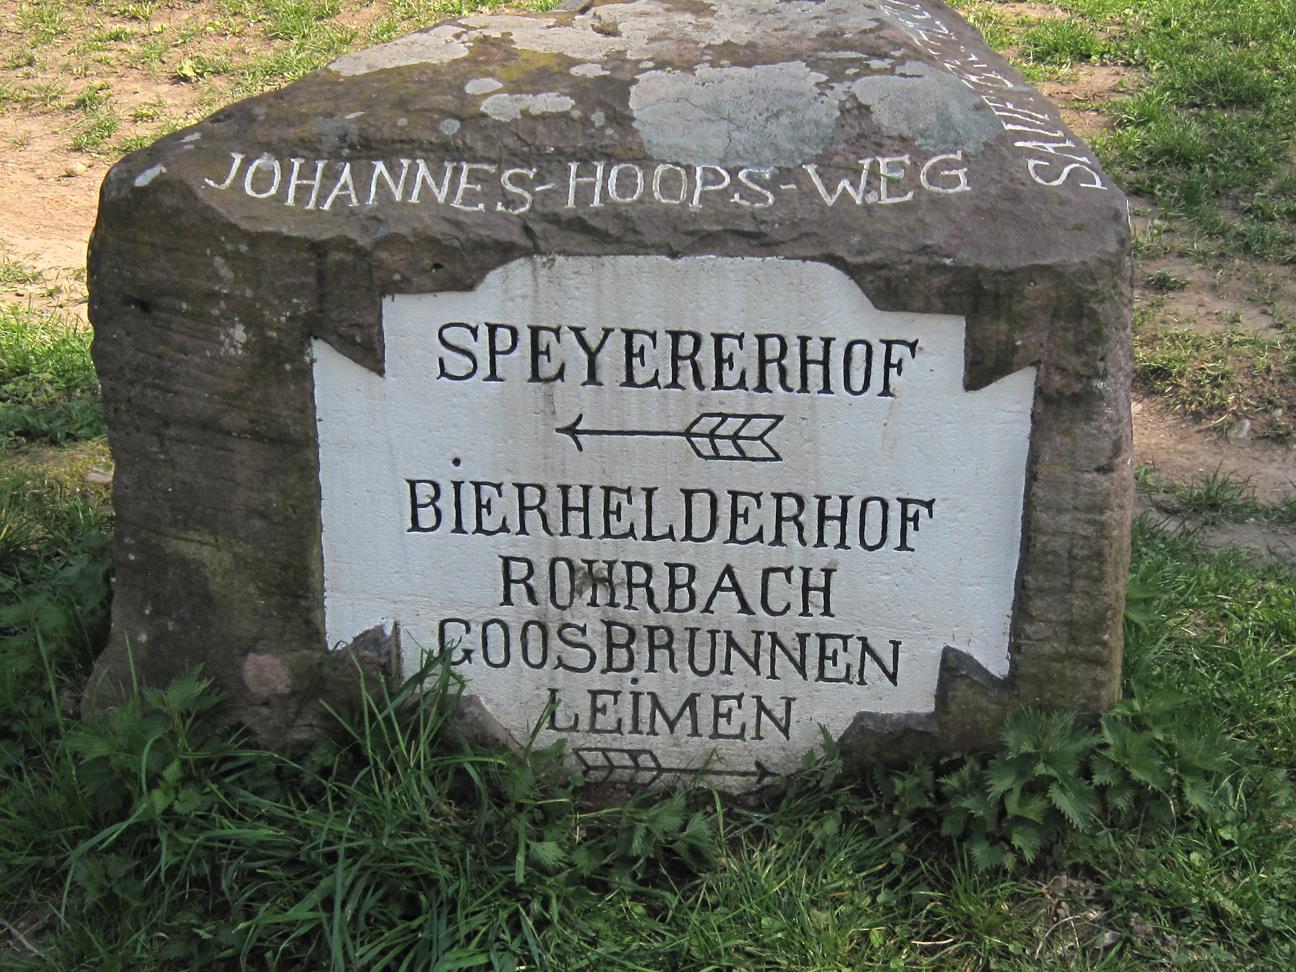 JOHANNES-HOOPS-WEG
SPEYERERHOF
BIERHELDERHOF
ROHRBACH
GOOSBRUNNEN
LEIMEN